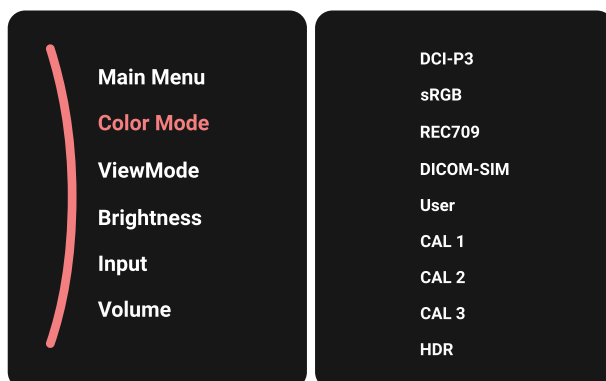 Main Menu
Color Mode
ViewMode
Brightness
Input
Volume
DCI-P3
sRGB
REC709
DICOM-SIM
User
CAL 1
CAL 2
CAL 3
HDR